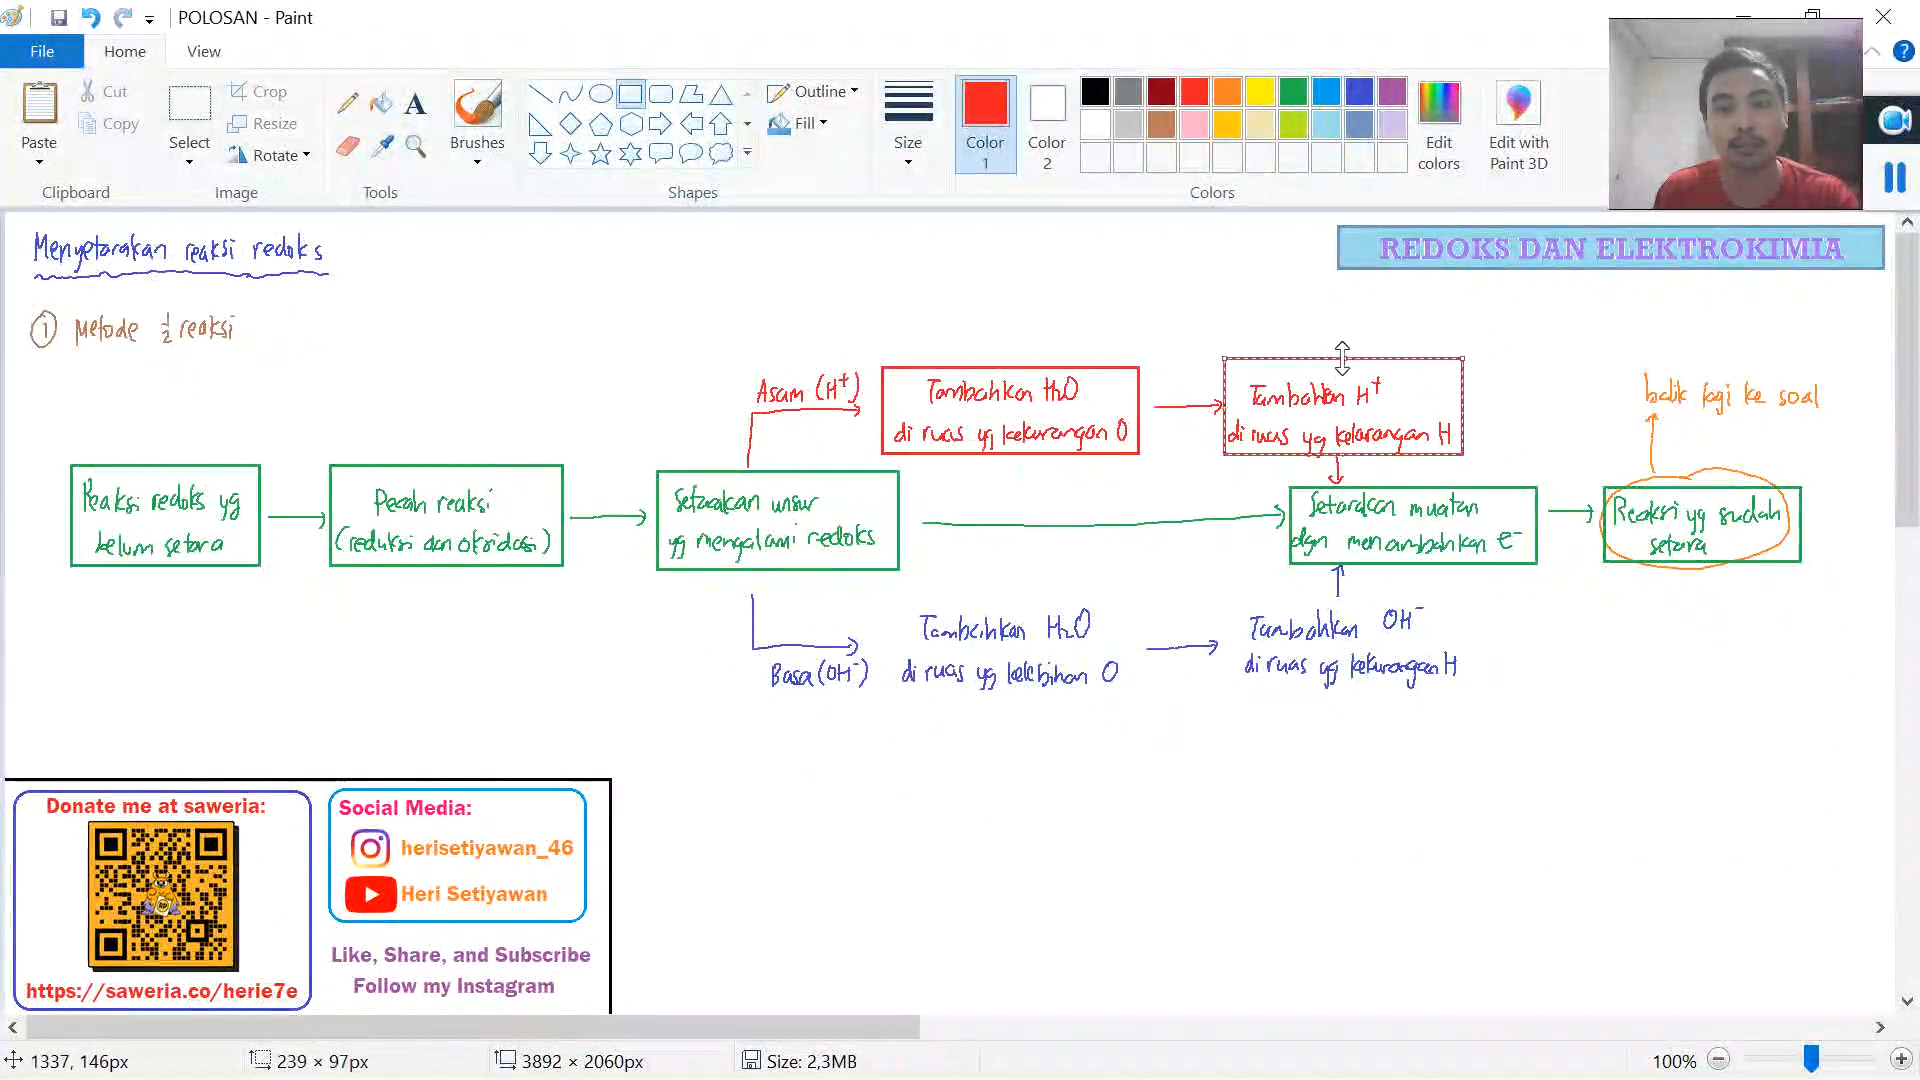 POLOSAN - Paint
File
Home
View
Paste
Cut
Copy
Clipboard
Select
Crop
Resize
Rotate
Image
Tools
Brushes
Shapes
Outline
Fill
Size
Color 1
Color 2
Edit colors
Edit with Paint 3D
Colors
Menyetarakan reaksi redoks
REDOKS DAN ELEKTROKIMIA
① Metode ½ reaksi
Asam (H⁺)
Tambahkan H₂O
di ruas yg kekurangan O
Tambahkan H⁺
di ruas yg kekurangan H
balik lagi ke soal
Reaksi redoks yg
belum setara
Pecah reaksi
(reduksi dan oksidasi)
Setarakan unsur
yg mengalami redoks
Setarakan muatan
dgn menambahkan e⁻
Reaksi yg sudah
setara
Basa (OH⁻)
Tambahkan H₂O
di ruas yg kelebihan O
Tambahkan OH⁻
di ruas yg kekurangan H
Donate me at saweria:
https://saweria.co/herie7e
Social Media:
herisetiyawan_46
Heri Setiyawan
Like, Share, and Subscribe
Follow my Instagram
1337, 146px
239 × 97px
3892 × 2060px
Size: 2,3MB
100%